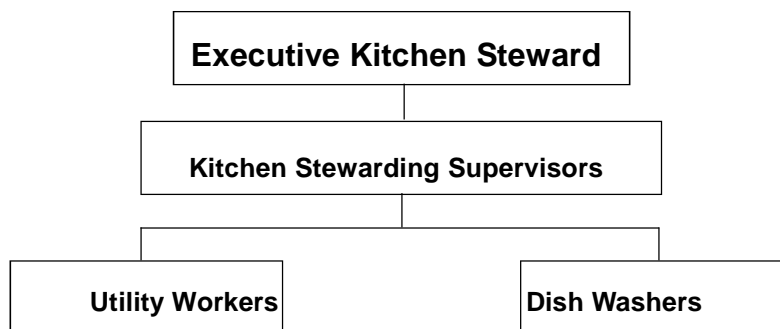 Executive Kitchen Steward
Kitchen Stewarding Supervisors
Utility Workers
Dish Washers